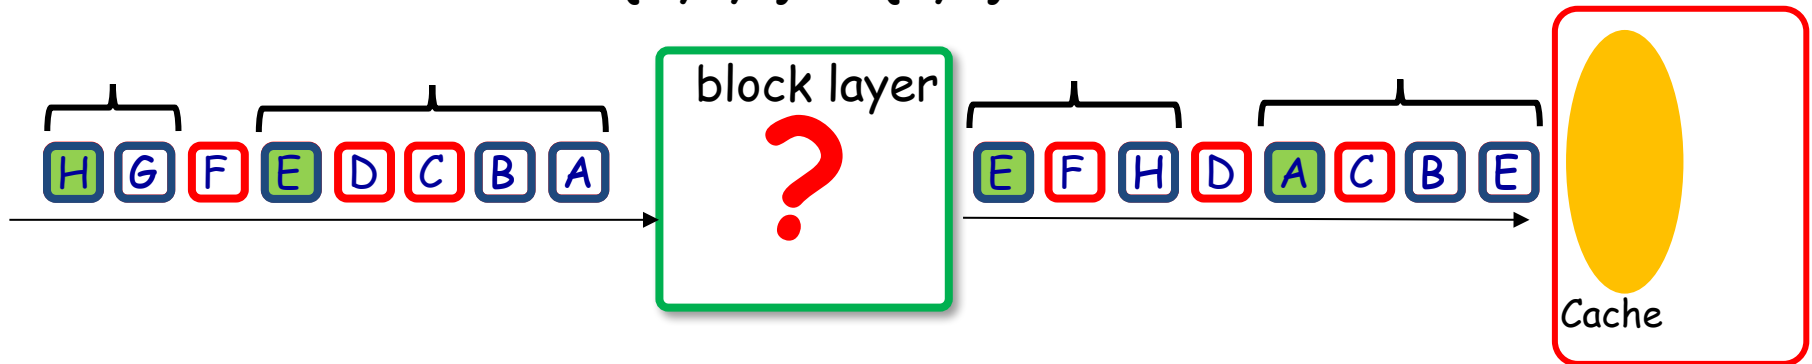 block layer
H G F E D C B A
?
E F H D A C B E
Cache